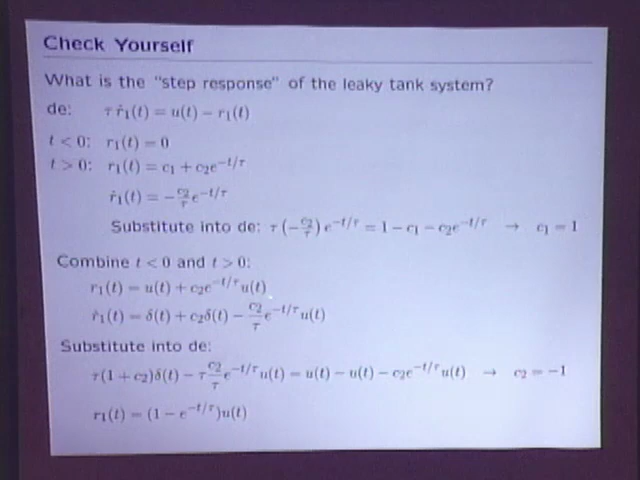 Check Yourself
What is the "step response" of the leaky tank system?
de: τṙ₁(t) = u(t) − r₁(t)
t < 0: r₁(t) = 0
t > 0: r₁(t) = c₁ + c₂e^{−t/τ}
ṙ₁(t) = −(c₂/τ)e^{−t/τ}
Substitute into de: τ(−c₂/τ)e^{−t/τ} = 1 − c₁ − c₂e^{−t/τ} → c₁ = 1
Combine t < 0 and t > 0:
r₁(t) = u(t) + c₂e^{−t/τ}u(t)
ṙ₁(t) = δ(t) + c₂δ(t) − (c₂/τ)e^{−t/τ}u(t)
Substitute into de:
τ(1 + c₂)δ(t) − τ(c₂/τ)e^{−t/τ}u(t) = u(t) − u(t) − c₂e^{−t/τ}u(t) → c₂ = −1
r₁(t) = (1 − e^{−t/τ})u(t)